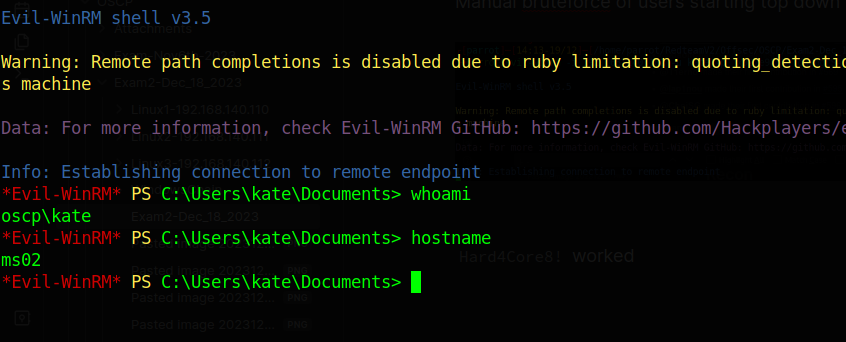 OSCP
Manual bruteforce of users starting top down
Evil-WinRM shell v3.5
Attachments
Warning: Remote path completions is disabled due to ruby limitation: quoting_detectio
s machine
Exam2-Dec_18_2023
Linux1-192.168.140.110
Data: For more information, check Evil-WinRM GitHub: https://github.com/Hackplayers/e
Info: Establishing connection to remote endpoint
*Evil-WinRM* PS C:\Users\kate\Documents> whoami
oscp\kate
Exam2-Dec_18_2023
*Evil-WinRM* PS C:\Users\kate\Documents> hostname
ms02
Hard4Core8! worked
*Evil-WinRM* PS C:\Users\kate\Documents>
Pasted Image 202312... PNG
Pasted Image 202312... PNG